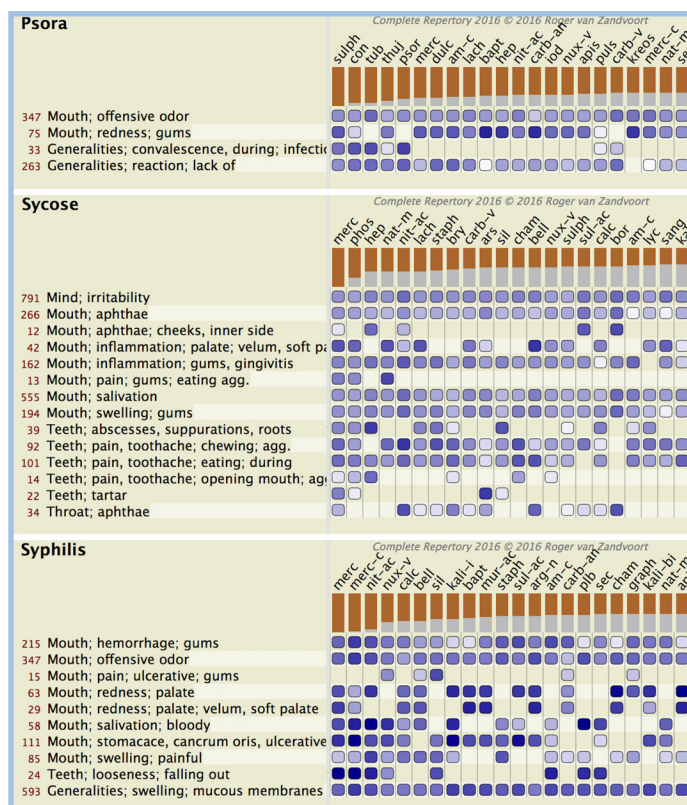 Psora
Complete Repertory 2016 © 2016 Roger van Zandvoort
sulph con tub thuj psor merc dulc am-c lach bapt hep nit-ac carb-an iod nux-v apis puls carb-v kreos merc-c nat-m
347 Mouth; offensive odor
75 Mouth; redness; gums
33 Generalities; convalescence, during; infectio
263 Generalities; reaction; lack of
Sycose
Complete Repertory 2016 © 2016 Roger van Zandvoort
merc phos hep nat-m nit-ac lach staph bry carb-v ars sil cham bell nux-v sulph sul-ac calc bor am-c lyc sang
791 Mind; irritability
266 Mouth; aphthae
12 Mouth; aphthae; cheeks, inner side
42 Mouth; inflammation; palate; velum, soft pa
162 Mouth; inflammation; gums, gingivitis
13 Mouth; pain; gums; eating agg.
555 Mouth; salivation
194 Mouth; swelling; gums
39 Teeth; abscesses, suppurations, roots
92 Teeth; pain, toothache; chewing; agg.
101 Teeth; pain, toothache; eating; during
14 Teeth; pain, toothache; opening mouth; agg
22 Teeth; tartar
34 Throat; aphthae
Syphilis
Complete Repertory 2016 © 2016 Roger van Zandvoort
merc merc-c nit-ac nux-v calc bell sil kali-i bapt mur-ac staph sul-ac arg-n am-c carb-an plb sec cham graph kali-bi nat-m
215 Mouth; hemorrhage; gums
347 Mouth; offensive odor
15 Mouth; pain; ulcerative; gums
63 Mouth; redness; palate
29 Mouth; redness; palate; velum, soft palate
58 Mouth; salivation; bloody
111 Mouth; stomacace, cancrum oris, ulcerative
85 Mouth; swelling; painful
24 Teeth; looseness; falling out
593 Generalities; swelling; mucous membranes